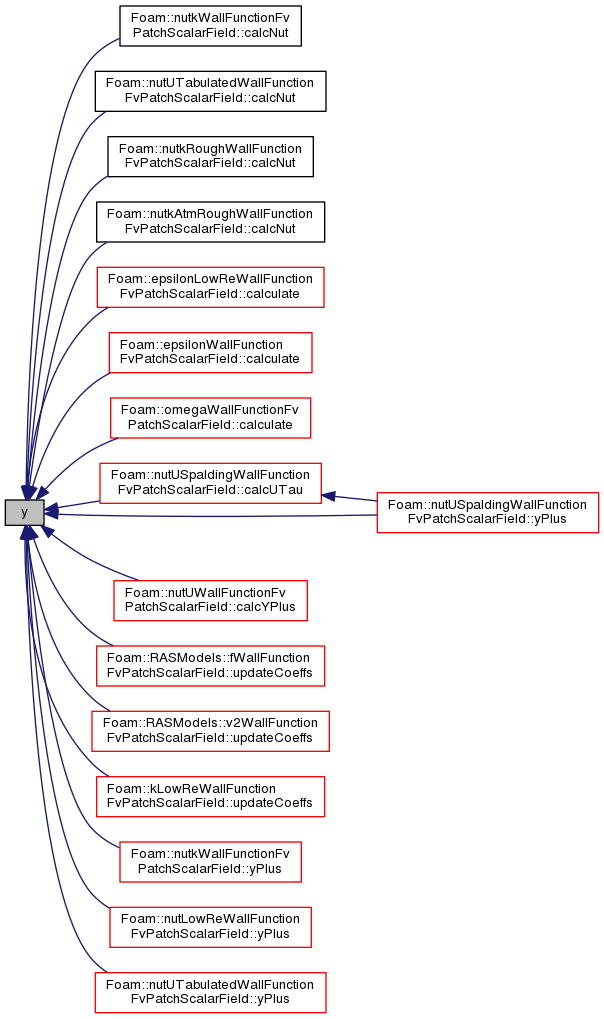 Foam::nutkWallFunctionFv
PatchScalarField::calcNut
Foam::nutUTabulatedWallFunction
FvPatchScalarField::calcNut
Foam::nutkRoughWallFunction
FvPatchScalarField::calcNut
Foam::nutkAtmRoughWallFunction
FvPatchScalarField::calcNut
Foam::epsilonLowReWallFunction
FvPatchScalarField::calculate
Foam::epsilonWallFunction
FvPatchScalarField::calculate
Foam::omegaWallFunctionFv
PatchScalarField::calculate
Foam::nutUSpaldingWallFunction
FvPatchScalarField::calcUTau
Foam::nutUSpaldingWallFunction
FvPatchScalarField::yPlus
y
Foam::nutUWallFunctionFv
PatchScalarField::calcYPlus
Foam::RASModels::fWallFunction
FvPatchScalarField::updateCoeffs
Foam::RASModels::v2WallFunction
FvPatchScalarField::updateCoeffs
Foam::kLowReWallFunction
FvPatchScalarField::updateCoeffs
Foam::nutkWallFunctionFv
PatchScalarField::yPlus
Foam::nutLowReWallFunction
FvPatchScalarField::yPlus
Foam::nutUTabulatedWallFunction
FvPatchScalarField::yPlus